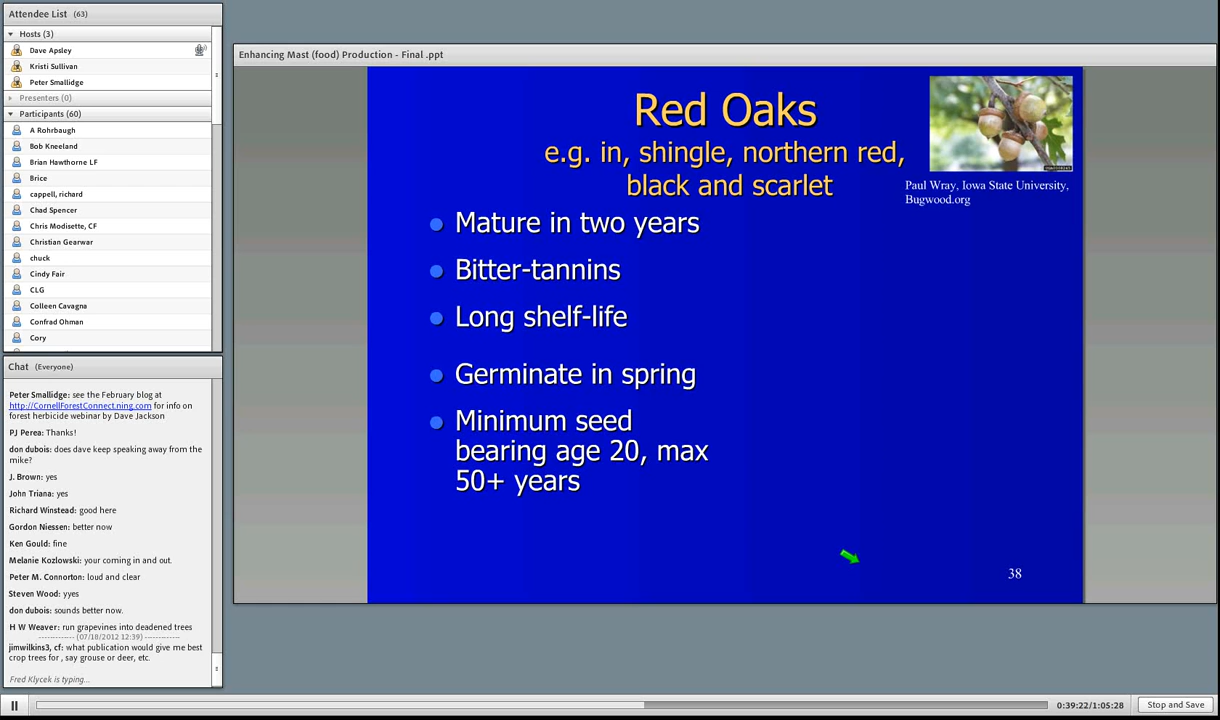 Attendee List (63)
Hosts (3)
Dave Apsley
Kristi Sullivan
Peter Smallidge
Presenters (0)
Participants (60)
A Rohrbaugh
Bob Kneeland
Brian Hawthorne LF
Brice
cappell, richard
Chad Spencer
Chris Modisette, CF
Christian Gearwar
chuck
Cindy Fair
CLG
Colleen Cavagna
Confrad Ohman
Cory
Chat (Everyone)
Peter Smallidge: see the February blog at
http://CornellForestConnect.ning.com for info on
forest herbicide webinar by Dave Jackson
PJ Perea: Thanks!
don dubois: does dave keep speaking away from the
mike?
J. Brown: yes
John Triana: yes
Richard Winstead: good here
Gordon Niessen: better now
Ken Gould: fine
Melanie Kozlowski: your coming in and out.
Peter M. Connorton: loud and clear
Steven Wood: yyes
don dubois: sounds better now.
H W Weaver: run grapevines into deadened trees
------------- (07/18/2012 12:39) -------------
jimwilkins3, cf: what publication would give me best
crop trees for , say grouse or deer, etc.
Fred Klycek is typing...
Enhancing Mast (food) Production - Final .ppt
Red Oaks
e.g. in, shingle, northern red,
black and scarlet
Paul Wray, Iowa State University,
Bugwood.org
Mature in two years
Bitter-tannins
Long shelf-life
Germinate in spring
Minimum seed
bearing age 20, max
50+ years
38
0:39:22/1:05:28
Stop and Save